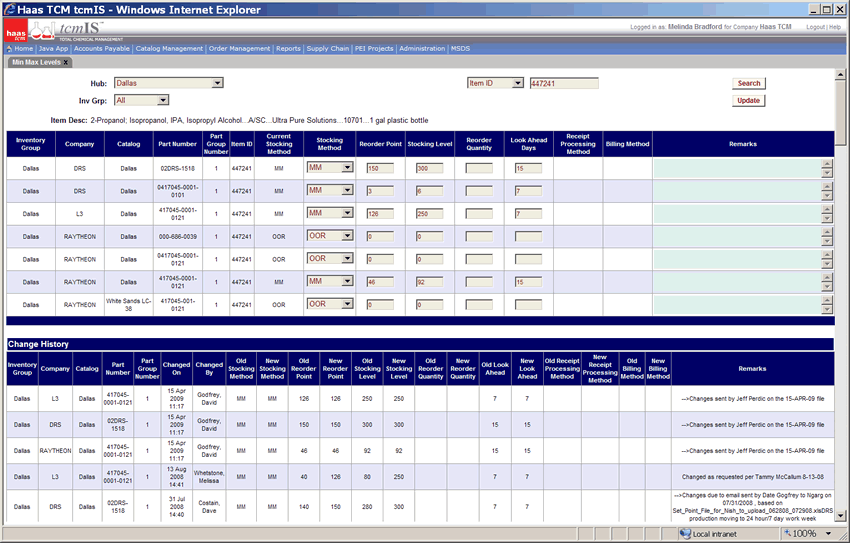 Haas TCM tcmIS - Windows Internet Explorer
haas TCM tcmIS™ TOTAL CHEMICAL MANAGEMENT
Logged in as. Melinda Bradford for Company Haas TCM Logout | Help
Home | Java App | Accounts Payable | Catalog Management | Order Management | Reports | Supply Chain | PEI Projects | Administration | MSDS
Min Max Levels x
Hub: Dallas Item ID 447241 Search
Inv Grp: All Update
Item Desc: 2-Propanol; Isopropanol, IPA, Isopropyl Alcohol...A/SC...Ultra Pure Solutions...10701...1 gal plastic bottle
Inventory Group Company Catalog Part Number Part Group Number Item ID Current Stocking Method Stocking Method Reorder Point Stocking Level Reorder Quantity Look Ahead Days Receipt Processing Method Billing Method Remarks
Dallas DRS Dallas 02DRS-1518 1 447241 MM MM 150 300 15
Dallas DRS Dallas 0417045-0001-0101 1 447241 MM MM 3 6 7
Dallas L3 Dallas 417045-0001-0121 1 447241 MM MM 126 250 7
Dallas RAYTHEON Dallas 000-686-0039 1 447241 OOR OOR 0 0
Dallas RAYTHEON Dallas 0417045-0001-0121 1 447241 OOR OOR 0 0
Dallas RAYTHEON Dallas 417045-0001-0121 1 447241 MM MM 46 92 15
Dallas RAYTHEON White Sands LC-38 417045-001-0121 1 447241 OOR OOR 0 0
Change History
Inventory Group Company Catalog Part Number Part Group Number Changed On Changed By Old Stocking Method New Stocking Method Old Reorder Point New Reorder Point Old Stocking Level New Stocking Level Old Reorder Quantity New Reorder Quantity Old Look Ahead New Look Ahead Old Receipt Processing Method New Receipt Processing Method Old Billing Method New Billing Method Remarks
Dallas L3 Dallas 417045-0001-0121 1 15 Apr 2009 11:17 Godfrey, David MM MM 126 126 250 250 7 7 -->Changes sent by Jeff Perdic on the 15-APR-09 file
Dallas DRS Dallas 02DRS-1518 1 15 Apr 2009 11:17 Godfrey, David MM MM 150 150 300 300 15 15 -->Changes sent by Jeff Perdic on the 15-APR-09 file
Dallas RAYTHEON Dallas 417045-0001-0121 1 15 Apr 2009 11:17 Godfrey, David MM MM 46 46 92 92 15 15 -->Changes sent by Jeff Perdic on the 15-APR-09 file
Dallas L3 Dallas 417045-0001-0121 1 13 Aug 2008 14:41 Whetstone, Melissa MM MM 40 126 80 250 7 7 Changed as requested per Tammy McCallum 8-13-08
Dallas DRS Dallas 02DRS-1518 1 31 Jul 2008 14:40 Costain, Dave MM MM 140 150 280 300 7 7 -->Changes due to email sent by Date Gogfrey to Ngarg on 07/31/2008 , based on Set_Point_File_for_Nish_to_upload_062808_072908.xlsDRS production moving to 24 hour/7 day work week
Local intranet 100%